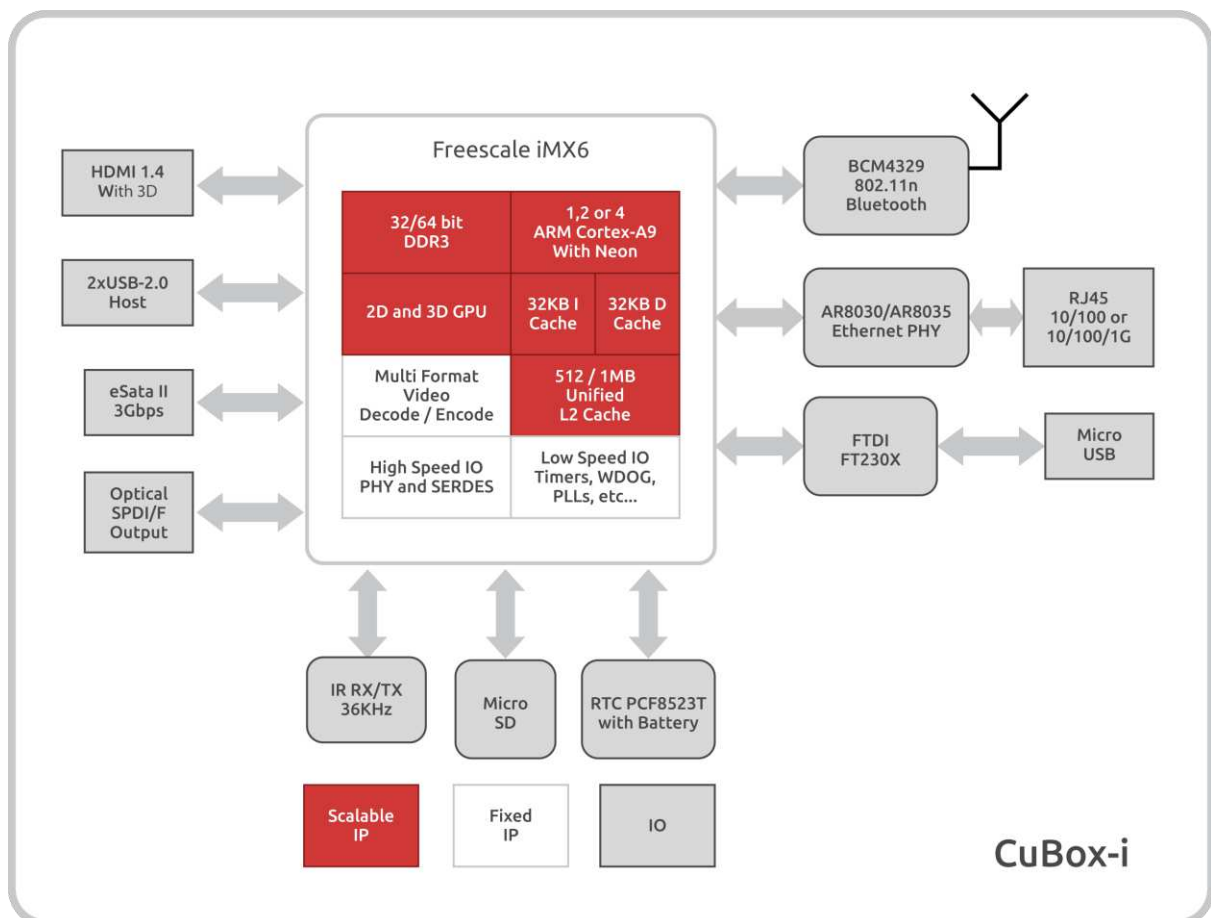 Freescale iMX6
HDMI 1.4
With 3D
2xUSB-2.0
Host
eSata II
3Gbps
Optical
SPDI/F
Output
32/64 bit
DDR3
1,2 or 4
ARM Cortex-A9
With Neon
2D and 3D GPU
32KB I
Cache
32KB D
Cache
Multi Format
Video
Decode / Encode
512 / 1MB
Unified
L2 Cache
High Speed IO
PHY and SERDES
Low Speed IO
Timers, WDOG,
PLLs, etc...
BCM4329
802.11n
Bluetooth
AR8030/AR8035
Ethernet PHY
RJ45
10/100 or
10/100/1G
FTDI
FT230X
Micro
USB
IR RX/TX
36KHz
Micro
SD
RTC PCF8523T
with Battery
Scalable
IP
Fixed
IP
IO
CuBox-i